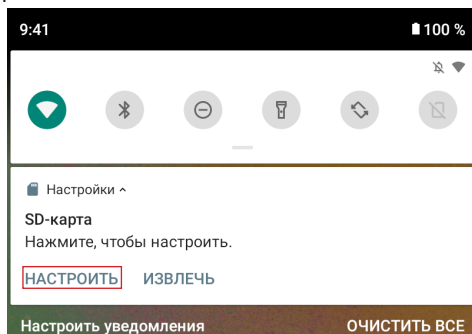 9:41 100 %
Настройки
SD-карта
Нажмите, чтобы настроить.
НАСТРОИТЬ ИЗВЛЕЧЬ
Настроить уведомления ОЧИСТИТЬ ВСЕ